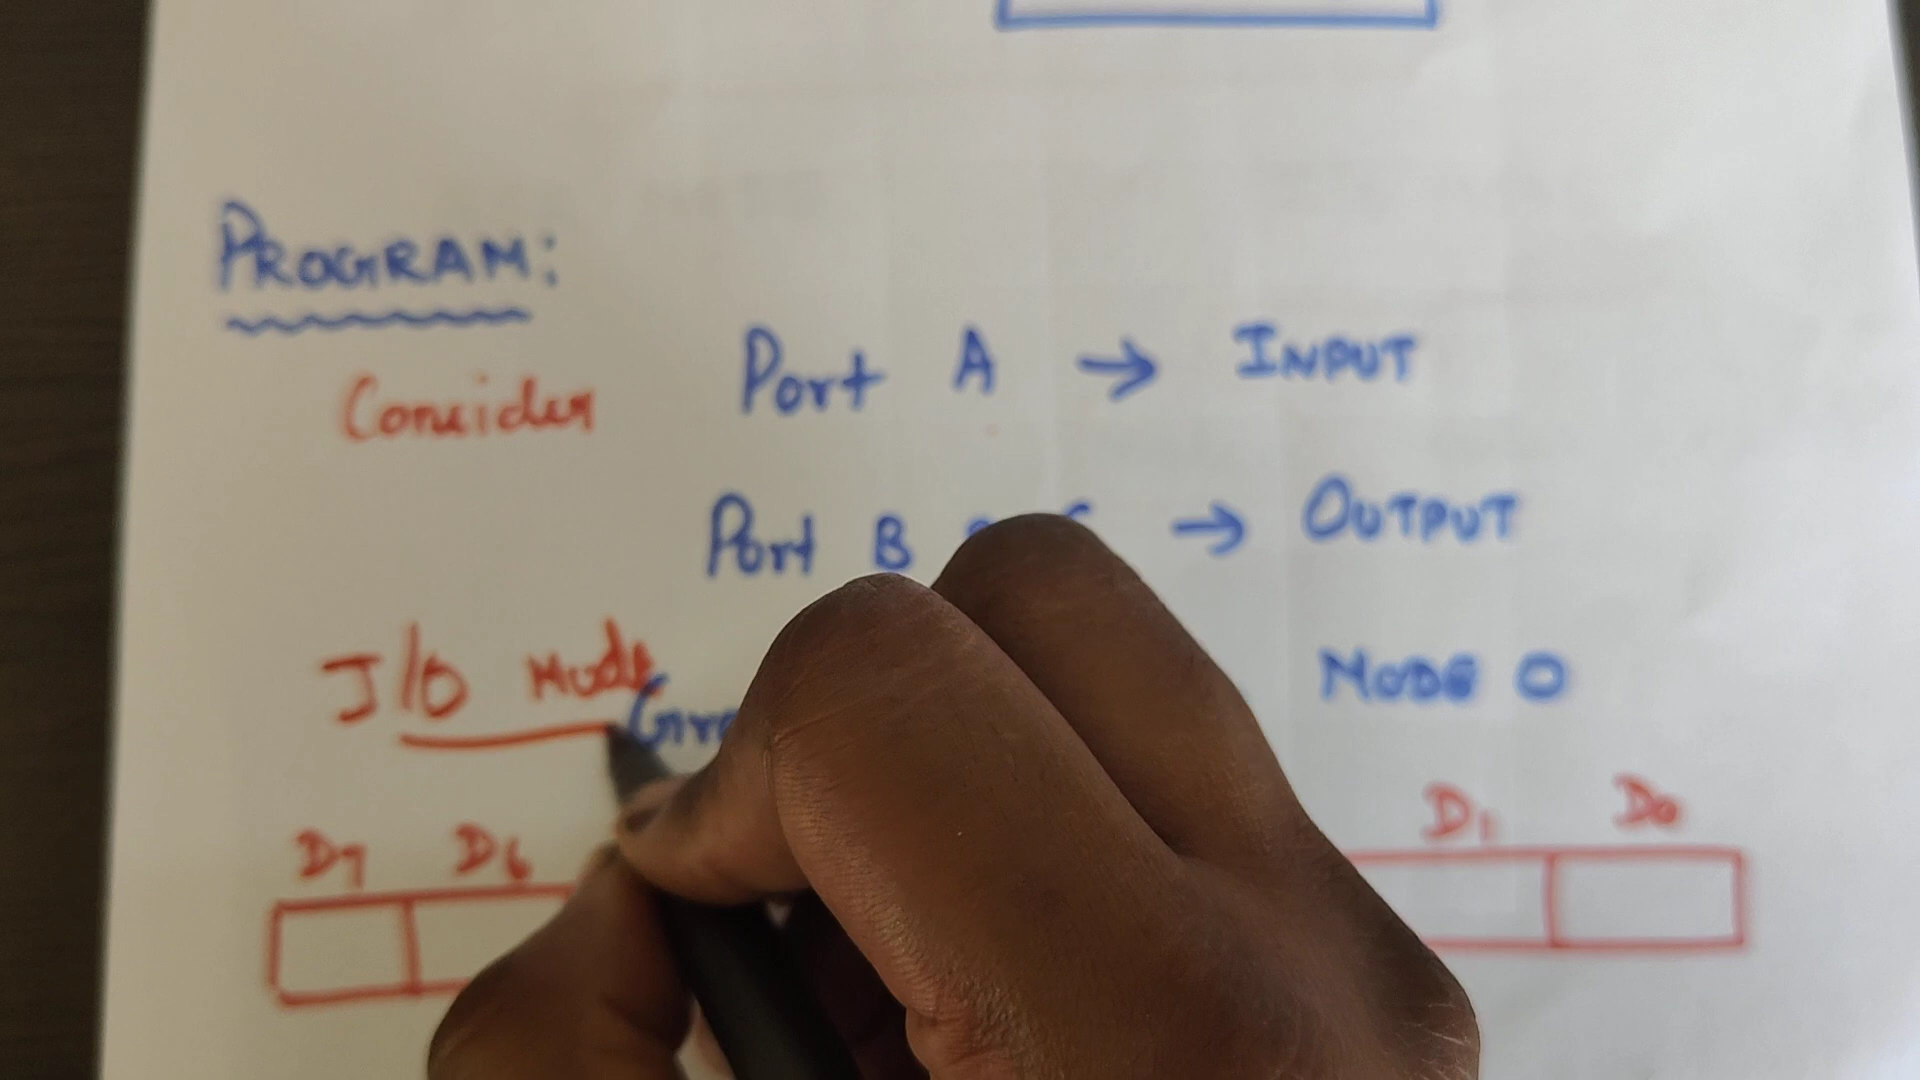 PROGRAM:
Consider Port A → INPUT
Port B → OUTPUT
I/O Mode MODE 0
D7 D6 D1 D0